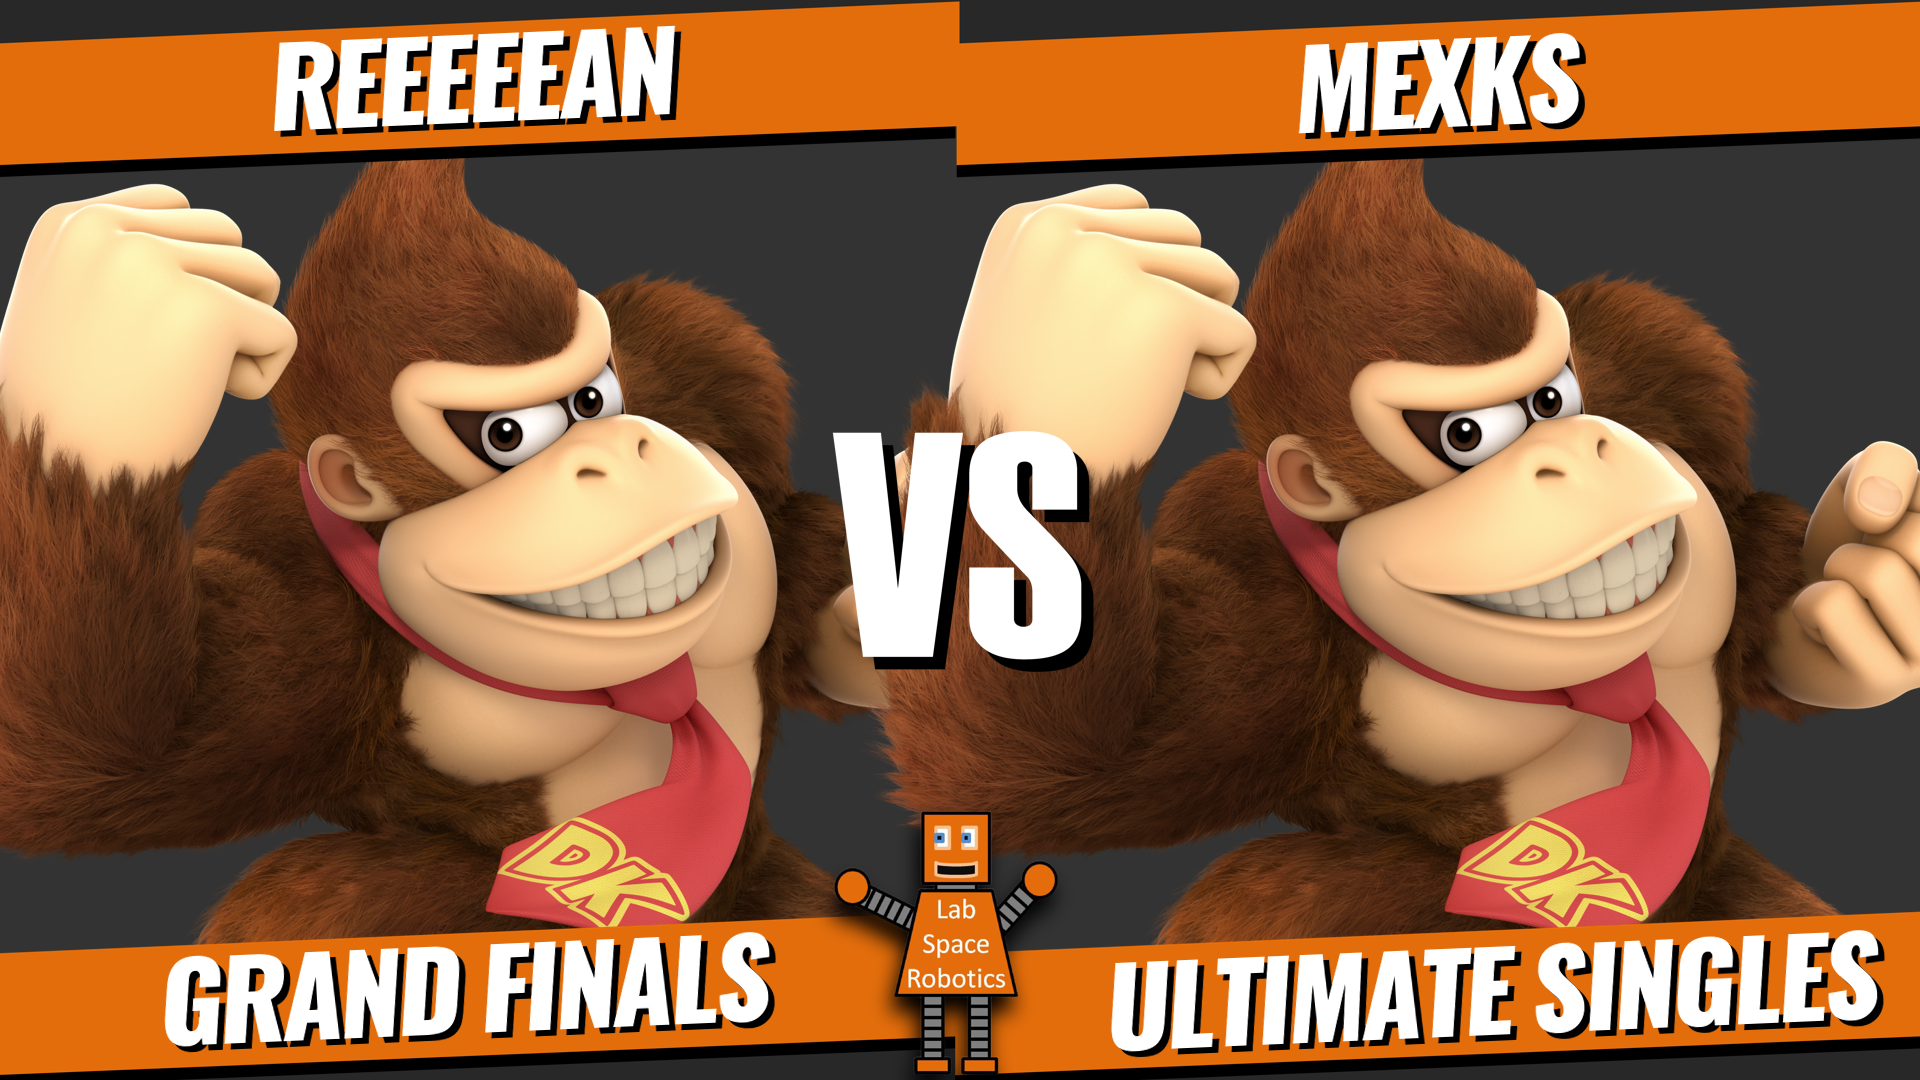 REEEEEAN
MEXKS
VS
DK
DK
Lab
Space
Robotics
GRAND FINALS
ULTIMATE SINGLES